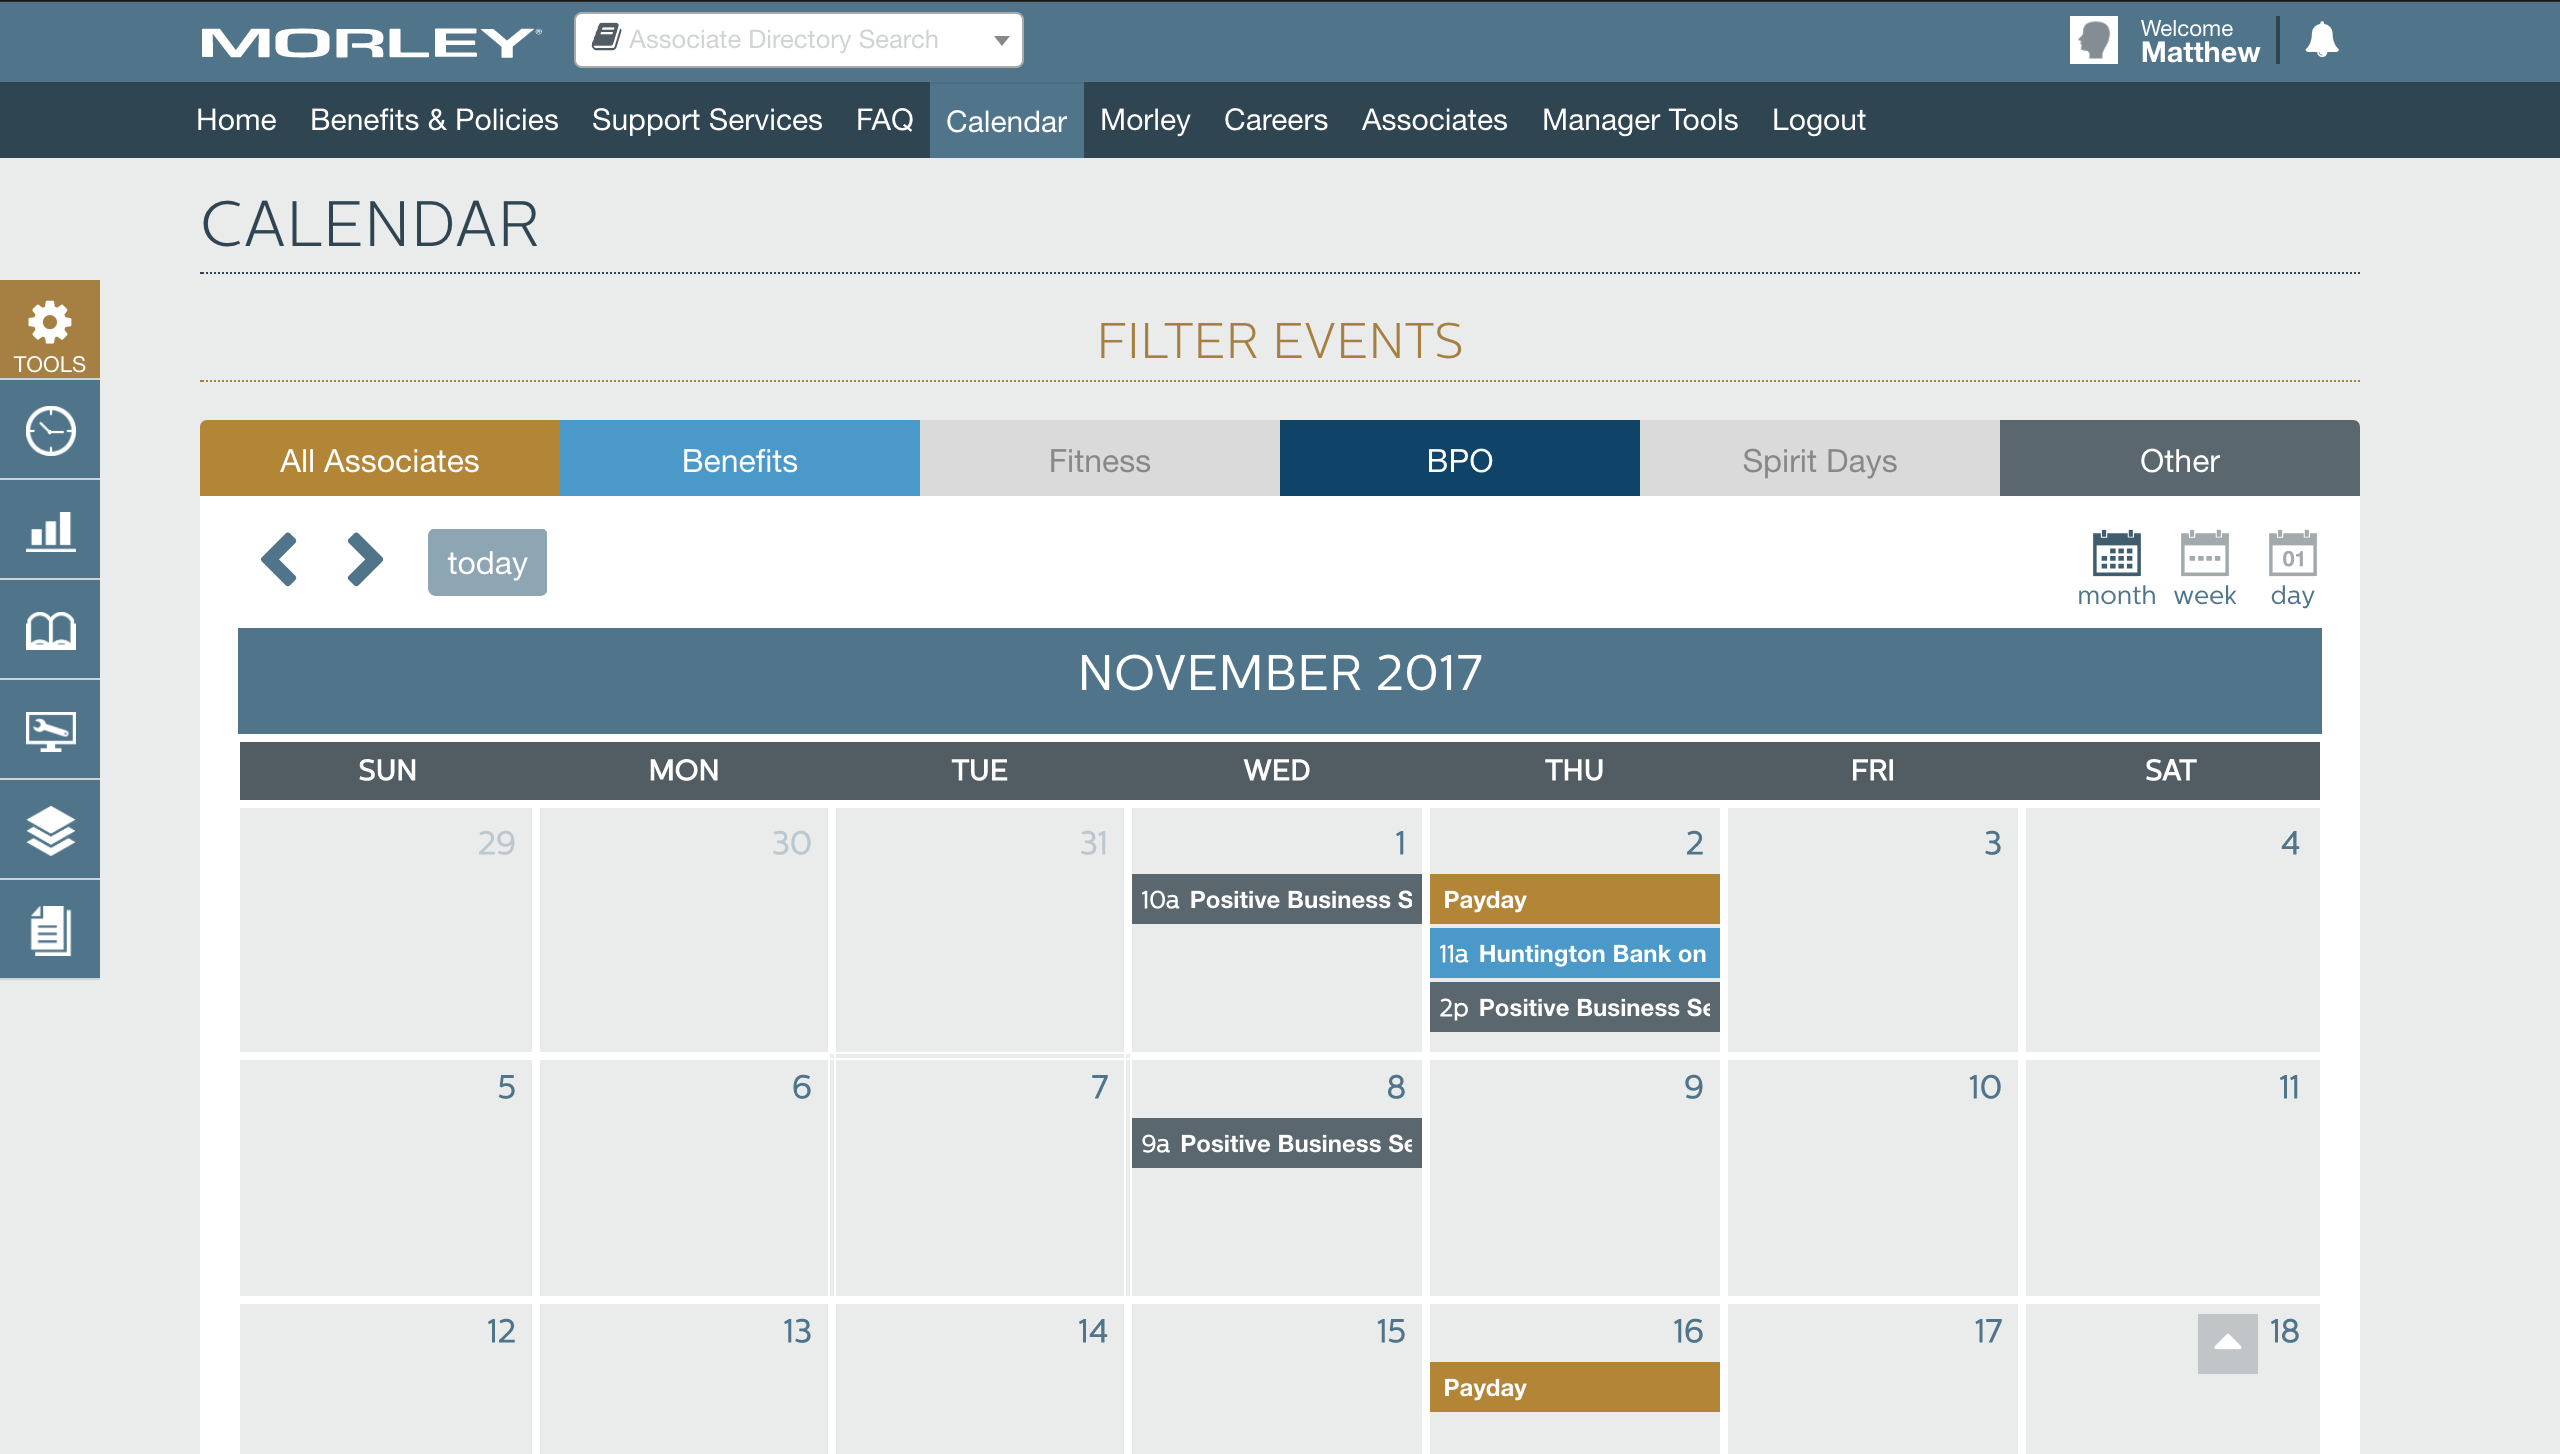 MORLEY
Associate Directory Search
Welcome
Matthew
Home Benefits & Policies Support Services FAQ Calendar Morley Careers Associates Manager Tools Logout
CALENDAR
TOOLS
FILTER EVENTS
All Associates Benefits Fitness BPO Spirit Days Other
today
01
month week day
NOVEMBER 2017
SUN MON TUE WED THU FRI SAT
29 30 31 1 2 3 4
10a Positive Business S
Payday
11a Huntington Bank on
2p Positive Business Se
5 6 7 8 9 10 11
9a Positive Business Se
12 13 14 15 16 17 18
Payday